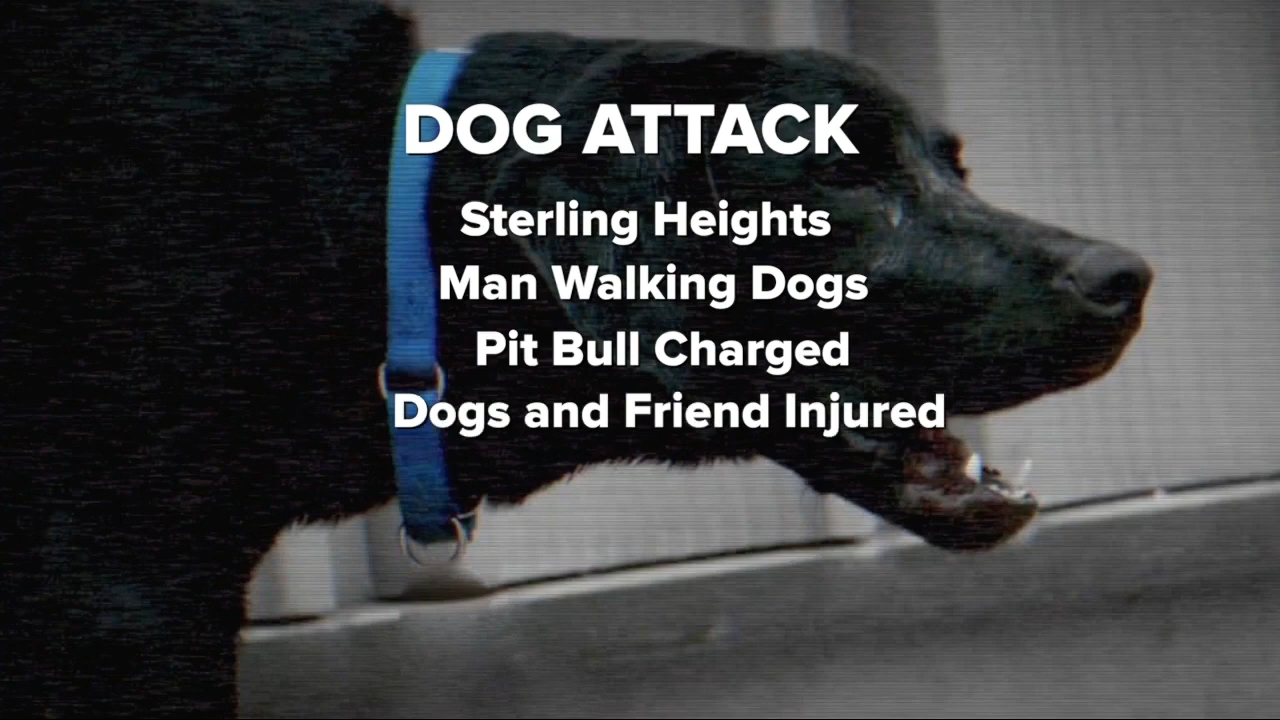 DOG ATTACK
Sterling Heights
Man Walking Dogs
Pit Bull Charged
Dogs and Friend Injured